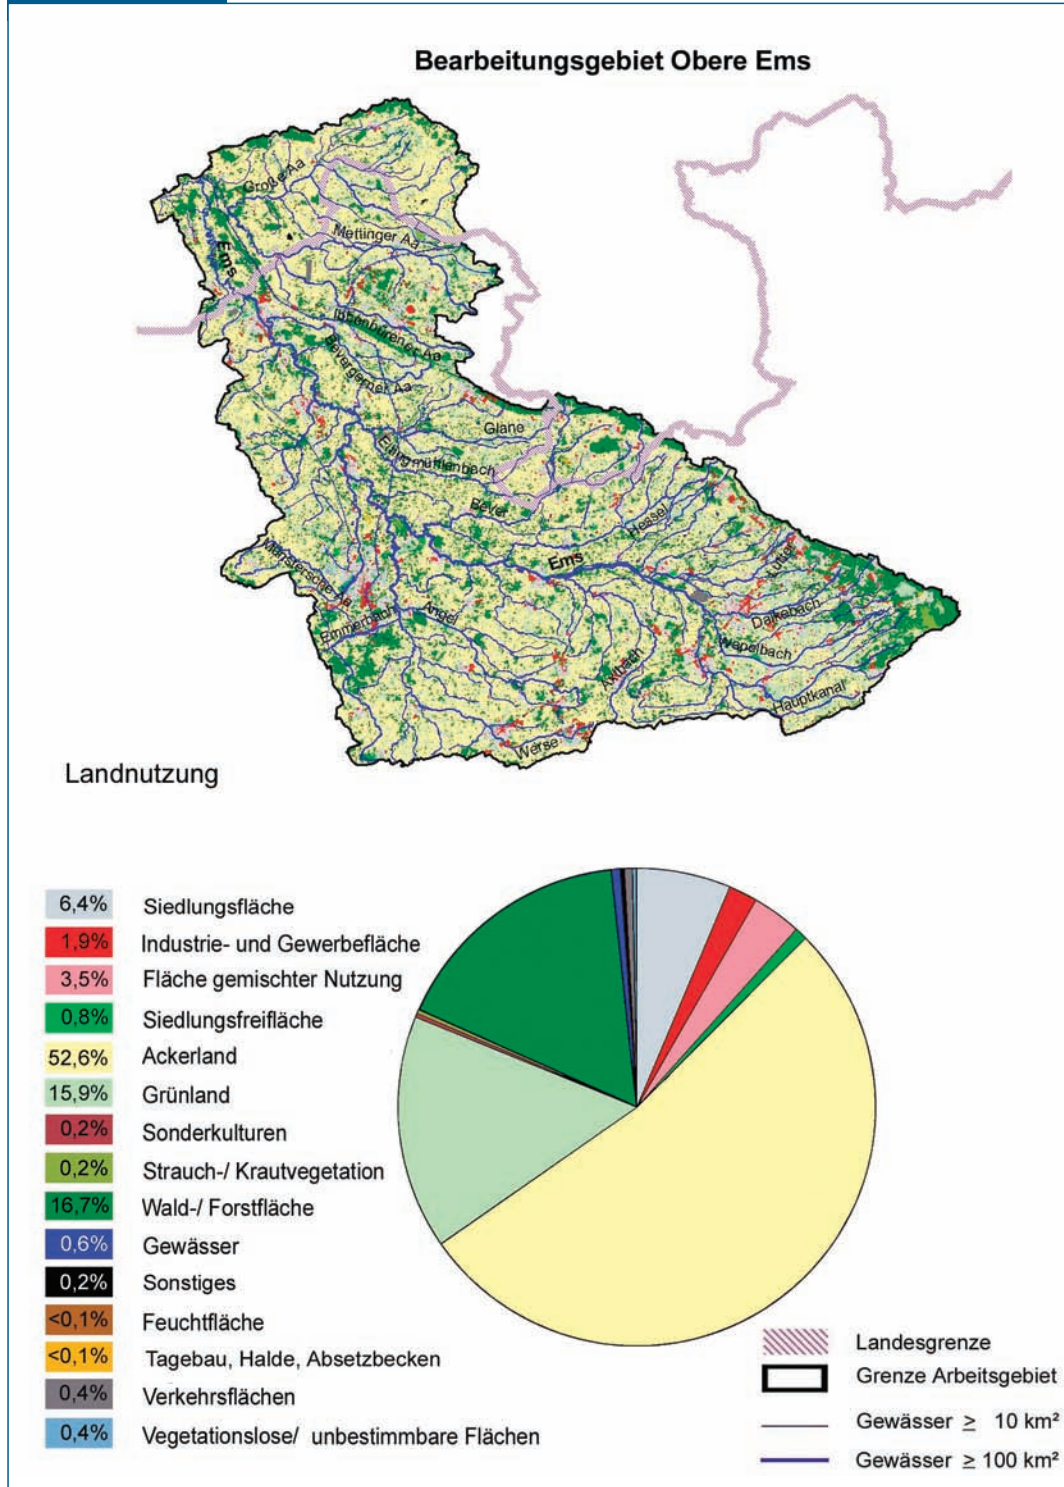 Bearbeitungsgebiet Obere Ems
Große Aa
Mettinger Aa
Ems
Ibbenbürener Aa
Bevergerner Aa
Glane
Eltingmühlenbach
Bever
Hessel
Ems
Lutter
Münstersche Aa
Angel
Emmerbach
Dalkebach
Wapelbach
Axtbach
Hauptkanal
Werse
Landnutzung
6,4% Siedlungsfläche
1,9% Industrie- und Gewerbefläche
3,5% Fläche gemischter Nutzung
0,8% Siedlungsfreifläche
52,6% Ackerland
15,9% Grünland
0,2% Sonderkulturen
0,2% Strauch-/ Krautvegetation
16,7% Wald-/ Forstfläche
0,6% Gewässer
0,2% Sonstiges
<0,1% Feuchtfläche
<0,1% Tagebau, Halde, Absetzbecken
0,4% Verkehrsflächen
0,4% Vegetationslose/ unbestimmbare Flächen
Landesgrenze
Grenze Arbeitsgebiet
Gewässer ≥ 10 km²
Gewässer ≥ 100 km²